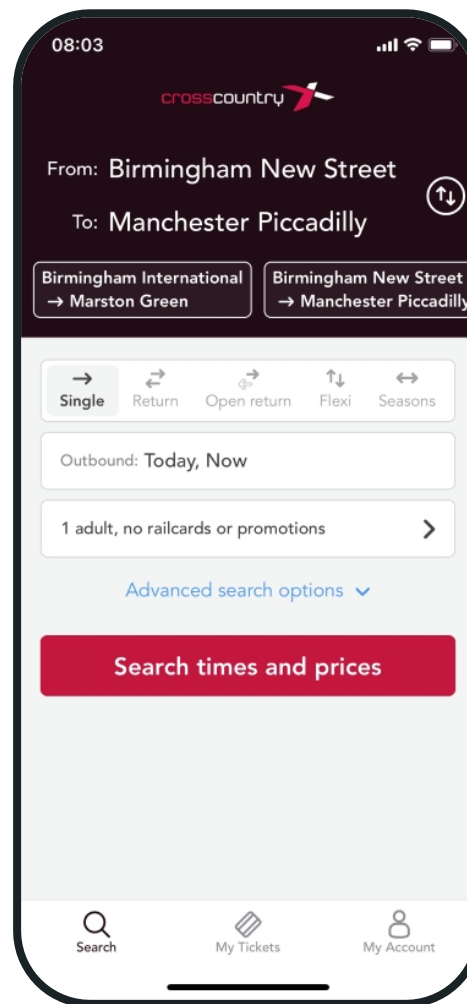 08:03
crosscountry
From: Birmingham New Street
To: Manchester Piccadilly
Birmingham International
→ Marston Green
Birmingham New Street
→ Manchester Piccadilly
Single
Return
Open return
Flexi
Seasons
Outbound: Today, Now
1 adult, no railcards or promotions
Advanced search options
Search times and prices
Search
My Tickets
My Account